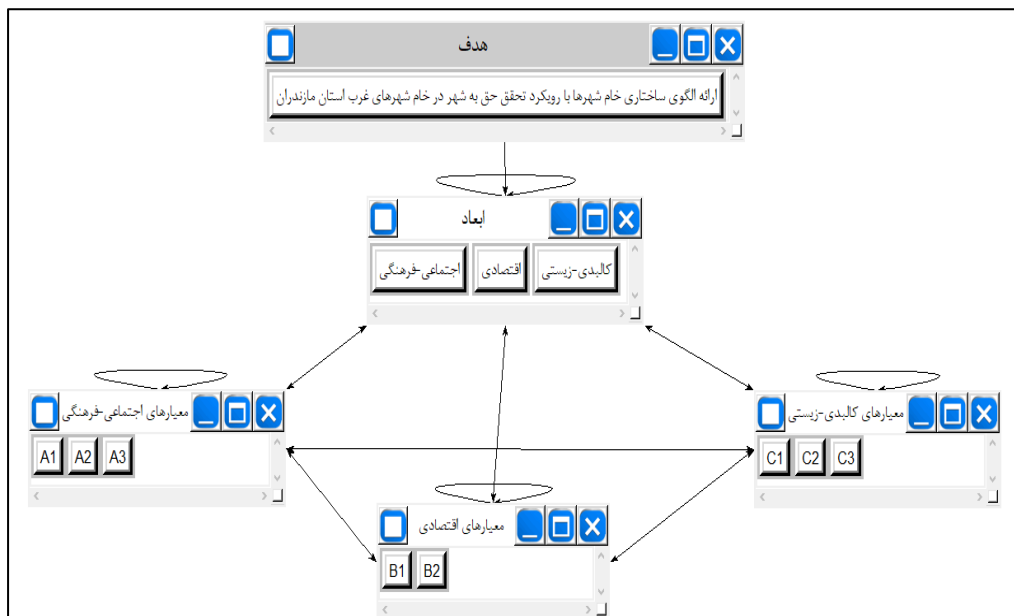 هدف
ارائه الگوی ساختاری خام شهرها با رویکرد تحقق حق به شهر در خام شهرهای غرب استان مازندران
ابعاد
کالبدی-زیستی
اقتصادی
اجتماعی-فرهنگی
معیارهای کالبدی-زیستی
C1 C2 C3
معیارهای اجتماعی-فرهنگی
A1 A2 A3
معیارهای اقتصادی
B1 B2